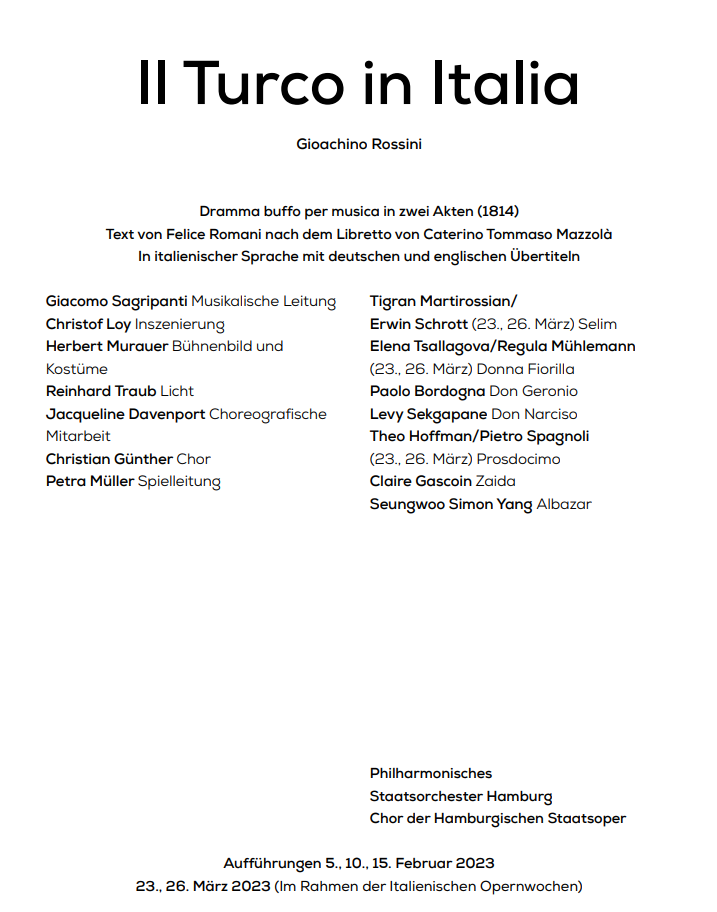 Il Turco in Italia
Gioachino Rossini
Dramma buffo per musica in zwei Akten (1814)
Text von Felice Romani nach dem Libretto von Caterino Tommaso Mazzolà
In italienischer Sprache mit deutschen und englischen Übertiteln
Giacomo Sagripanti Musikalische Leitung
Christof Loy Inszenierung
Herbert Murauer Bühnenbild und
Kostüme
Reinhard Traub Licht
Jacqueline Davenport Choreografische
Mitarbeit
Christian Günther Chor
Petra Müller Spielleitung
Tigran Martirossian/
Erwin Schrott (23., 26. März) Selim
Elena Tsallagova/Regula Mühlemann
(23., 26. März) Donna Fiorilla
Paolo Bordogna Don Geronio
Levy Sekgapane Don Narciso
Theo Hoffman/Pietro Spagnoli
(23., 26. März) Prosdocimo
Claire Gascoin Zaida
Seungwoo Simon Yang Albazar
Philharmonisches
Staatsorchester Hamburg
Chor der Hamburgischen Staatsoper
Aufführungen 5., 10., 15. Februar 2023
23., 26. März 2023 (Im Rahmen der Italienischen Opernwochen)